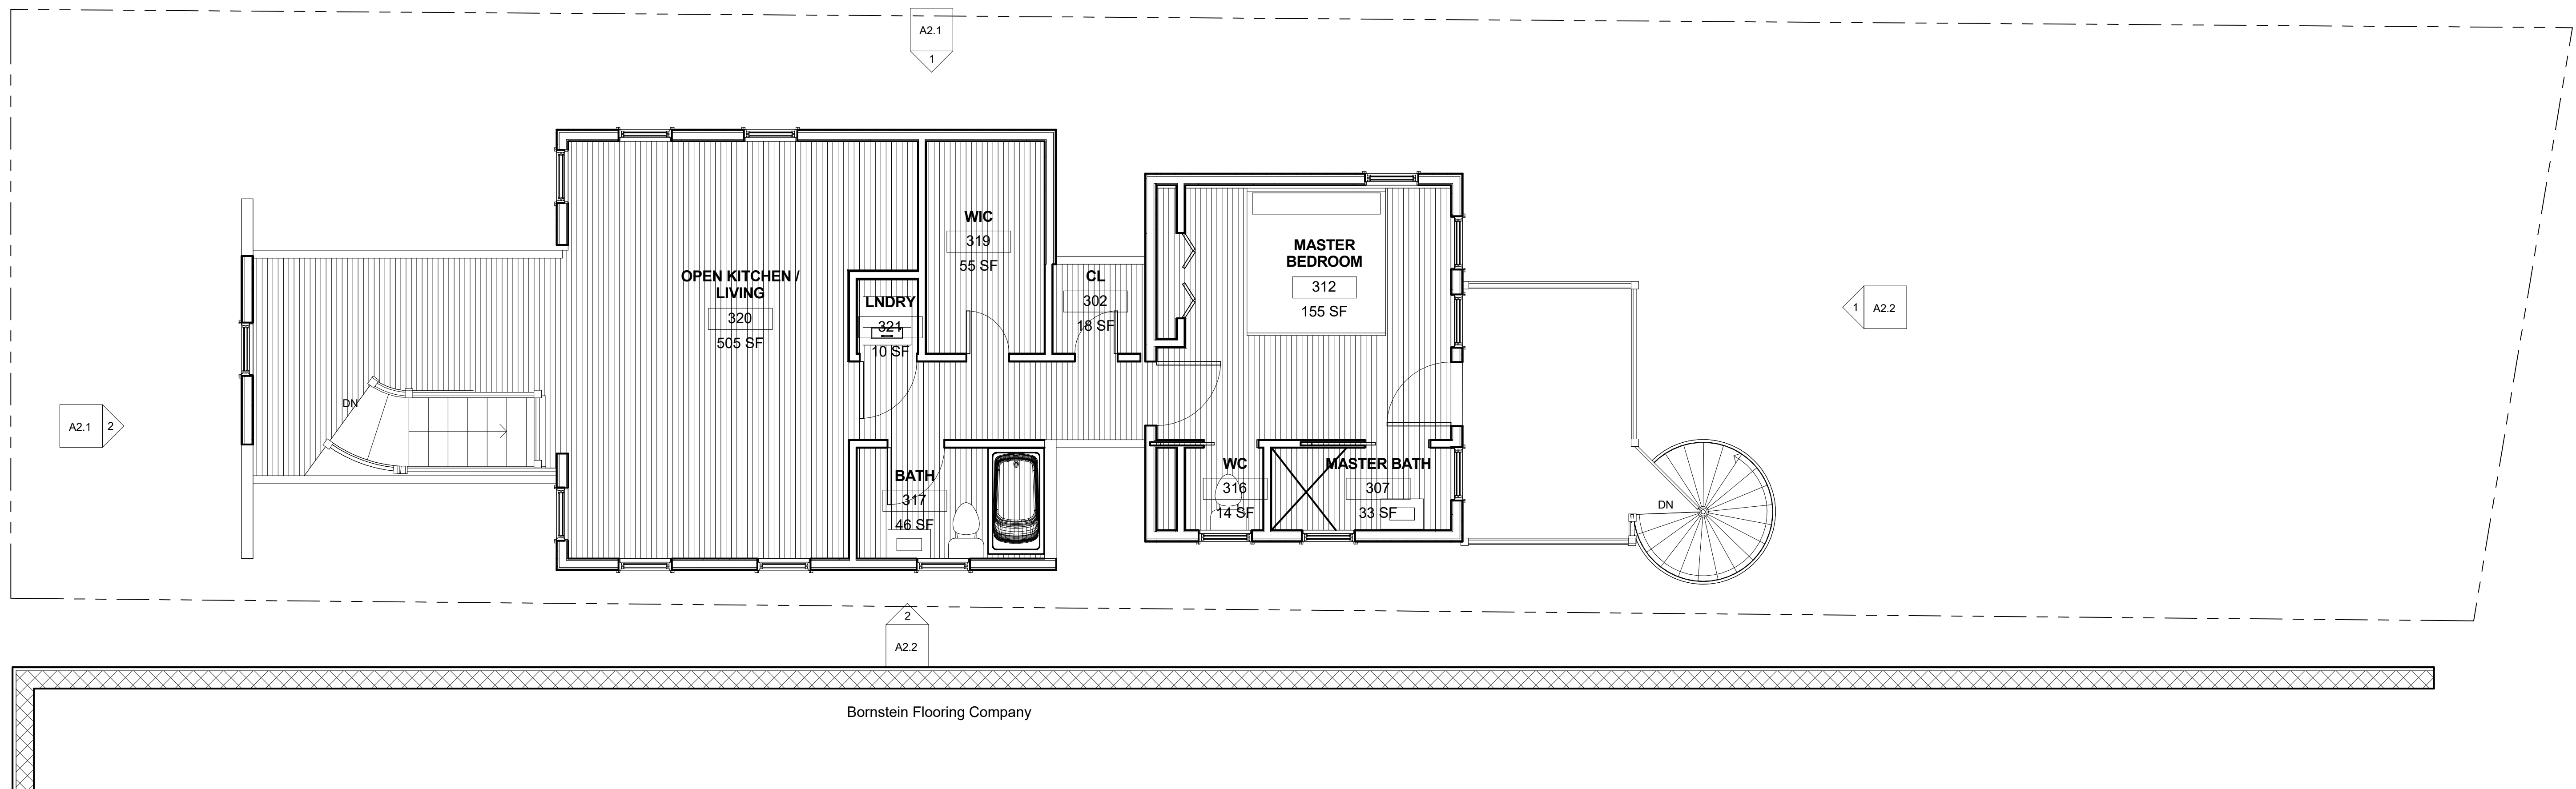 A2.1
1
WIC
319
55 SF
OPEN KITCHEN /
LIVING
320
505 SF
LNDRY
321
10 SF
CL
302
18 SF
MASTER
BEDROOM
312
155 SF
1
A2.2
A2.1
2
DN
BATH
317
46 SF
WC
316
14 SF
MASTER BATH
307
33 SF
DN
2
A2.2
Bornstein Flooring Company